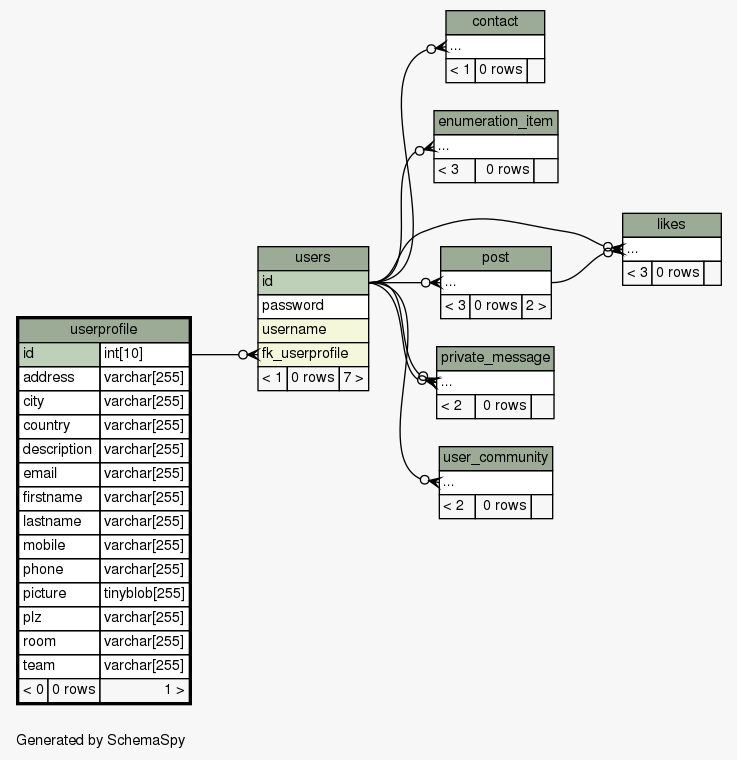 contact
...
< 1 0 rows
enumeration_item
...
< 3 0 rows
likes
...
< 3 0 rows
users
id
password
username
fk_userprofile
< 1 0 rows 7 >
post
...
< 3 0 rows 2 >
private_message
...
< 2 0 rows
user_community
...
< 2 0 rows
userprofile
id int[10]
address varchar[255]
city varchar[255]
country varchar[255]
description varchar[255]
email varchar[255]
firstname varchar[255]
lastname varchar[255]
mobile varchar[255]
phone varchar[255]
picture tinyblob[255]
plz varchar[255]
room varchar[255]
team varchar[255]
< 0 0 rows 1 >
Generated by SchemaSpy